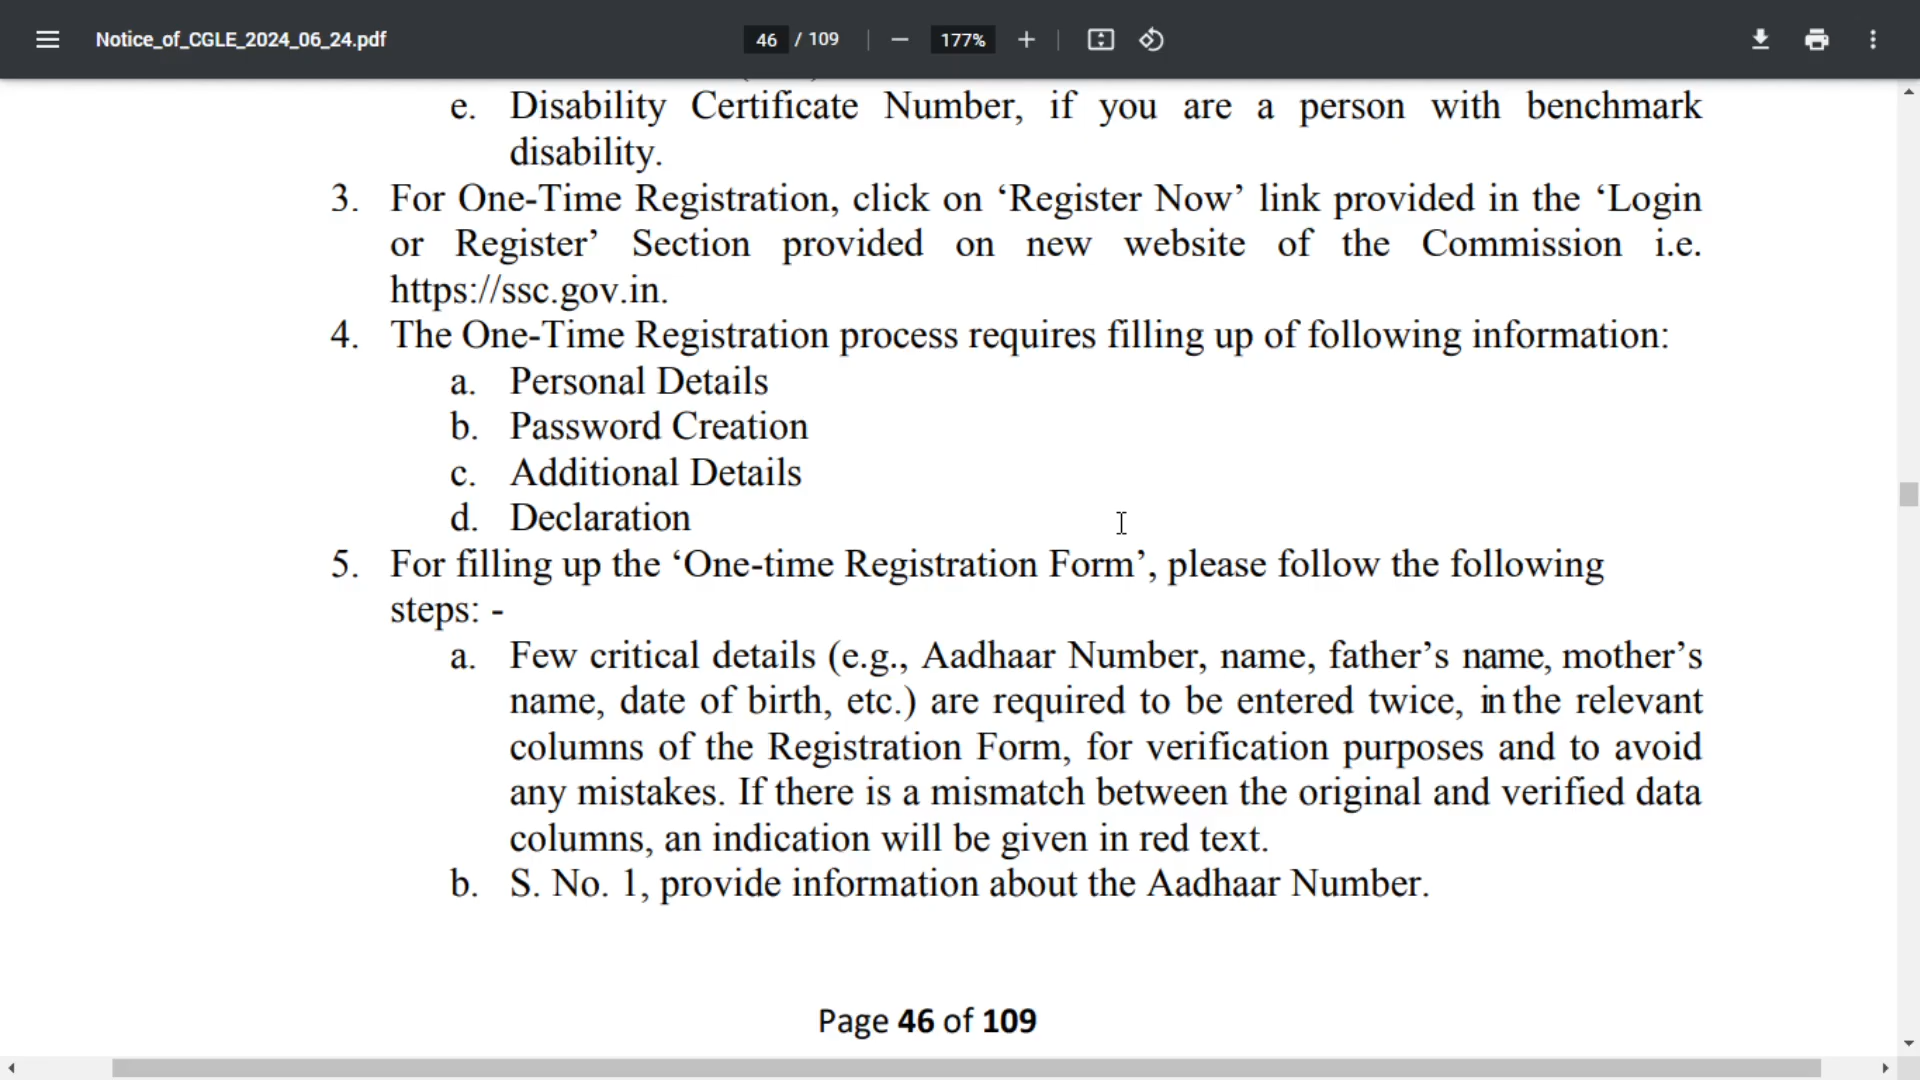 Notice_of_CGLE_2024_06_24.pdf
46 / 109
177%
e. Disability Certificate Number, if you are a person with benchmark
disability.
3. For One-Time Registration, click on ‘Register Now’ link provided in the ‘Login
or Register’ Section provided on new website of the Commission i.e.
https://ssc.gov.in.
4. The One-Time Registration process requires filling up of following information:
a. Personal Details
b. Password Creation
c. Additional Details
d. Declaration
5. For filling up the ‘One-time Registration Form’, please follow the following
steps: -
a. Few critical details (e.g., Aadhaar Number, name, father’s name, mother’s
name, date of birth, etc.) are required to be entered twice, in the relevant
columns of the Registration Form, for verification purposes and to avoid
any mistakes. If there is a mismatch between the original and verified data
columns, an indication will be given in red text.
b. S. No. 1, provide information about the Aadhaar Number.
Page 46 of 109